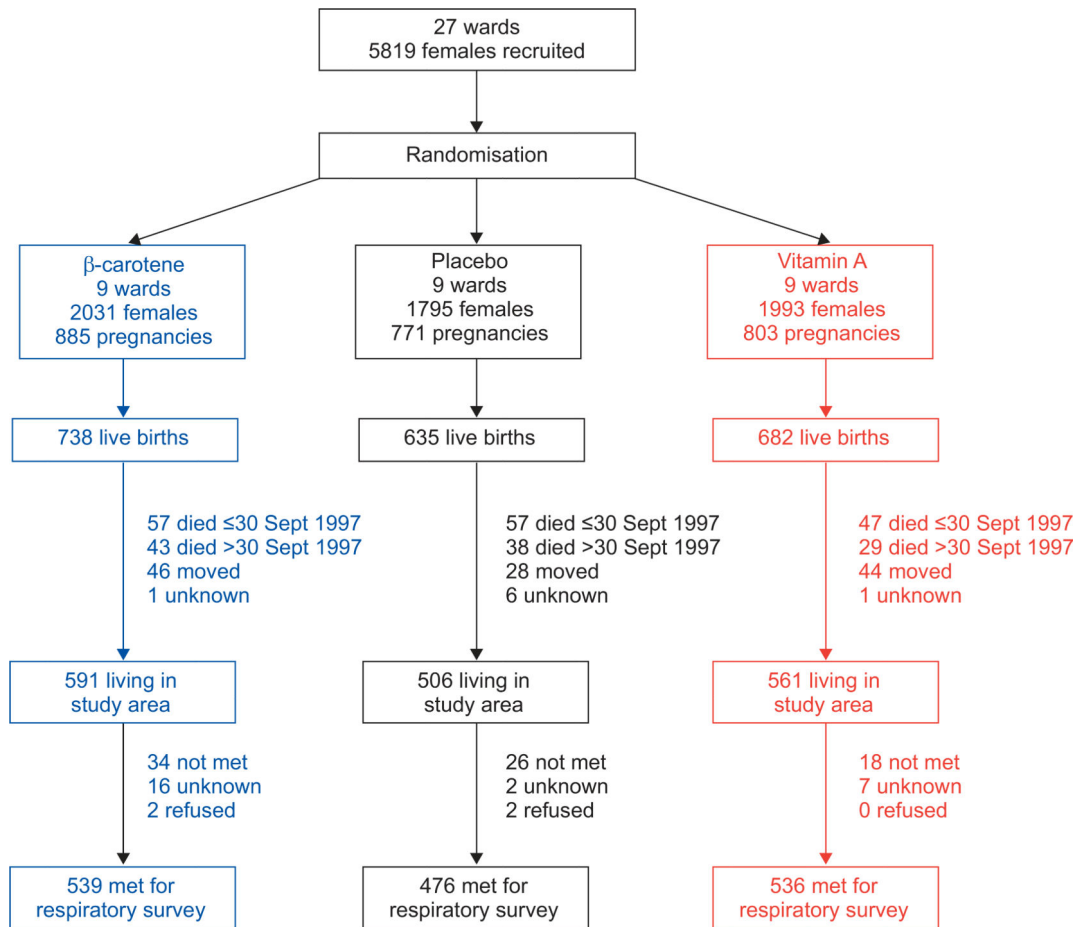 27 wards
5819 females recruited
Randomisation
β-carotene
9 wards
2031 females
885 pregnancies
Placebo
9 wards
1795 females
771 pregnancies
Vitamin A
9 wards
1993 females
803 pregnancies
738 live births
635 live births
682 live births
57 died ≤30 Sept 1997
43 died >30 Sept 1997
46 moved
1 unknown
57 died ≤30 Sept 1997
38 died >30 Sept 1997
28 moved
6 unknown
47 died ≤30 Sept 1997
29 died >30 Sept 1997
44 moved
1 unknown
591 living in
study area
506 living in
study area
561 living in
study area
34 not met
16 unknown
2 refused
26 not met
2 unknown
2 refused
18 not met
7 unknown
0 refused
539 met for
respiratory survey
476 met for
respiratory survey
536 met for
respiratory survey